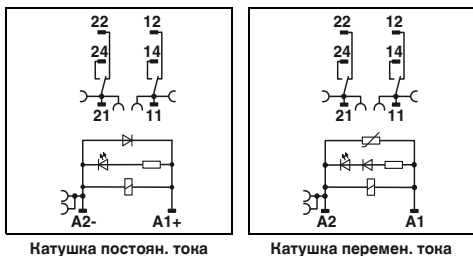 22 12 22 12
24 14 24 14
21 11 21 11
A2- A1+ A2 A1
Катушка постоян. тока Катушка перемен. тока